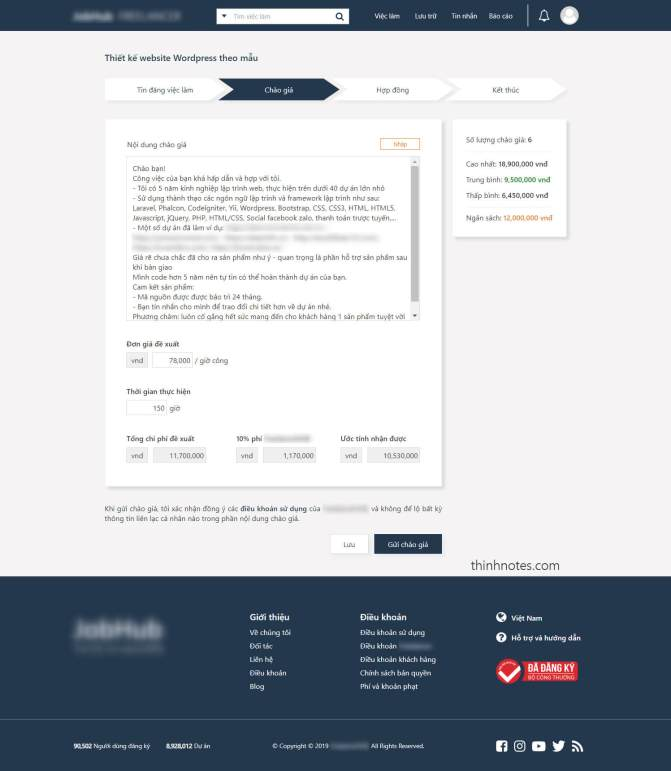 Tìm việc làm
Việc làm Lưu trữ Tin nhắn Báo cáo
Thiết kế website Wordpress theo mẫu
Tin đăng việc làm Chào giá Hợp đồng Kết thúc
Nội dung chào giá Nháp
Chào bạn!
Công việc của bạn khá hấp dẫn và hợp với tôi.
- Tôi có 5 năm kinh nghiệp lập trình web, thực hiện trên dưới 40 dự án lớn nhỏ
- Sử dụng thành thạo các ngôn ngữ lập trình và framework lập trình như sau:
Laravel, Phalcon, Codeigniter, Yii, Wordpress, Bootstrap, CSS, CSS3, HTML, HTML5,
Javascript, jQuery, PHP, HTML/CSS, Social facebook zalo, thanh toán trược tuyến,...
- Một số dự án đã làm ví dụ:
Giá rẻ chưa chắc đã cho ra sản phẩm như ý - quan trọng là phần hỗ trợ sản phẩm sau
khi bàn giao
Mình code hơn 5 năm nên tự tin có thể hoàn thành dự án của bạn.
Cam kết sản phẩm:
- Mã nguồn được được bảo trì 24 tháng.
- Bạn tin nhắn cho mình để trao đổi chi tiết hơn về dự án nhé.
Phương châm: luôn cố gắng hết sức mang đến cho khách hàng 1 sản phẩm tuyệt vời
Số lượng chào giá: 6
Cao nhất: 18,900,000 vnđ
Trung bình: 9,500,000 vnđ
Thấp bình: 6,450,000 vnđ
Ngân sách: 12,000,000 vnđ
Đơn giá đề xuất
vnđ 78,000 / giờ công
Thời gian thực hiện
150 giờ
Tổng chi phí đề xuất 10% phí Ước tính nhận được
vnđ 11,700,000 vnđ 1,170,000 vnđ 10,530,000
Khi gửi chào giá, tôi xác nhận đồng ý các điều khoản sử dụng của và không để lộ bất kỳ
thông tin liên lạc cá nhân nào trong phần nội dung chào giá.
Lưu Gửi chào giá
thinhnotes.com
JobHub
Giới thiệu
Về chúng tôi
Đối tác
Liên hệ
Điều khoản
Blog
Điều khoản
Điều khoản sử dụng
Điều khoản
Điều khoản khách hàng
Chính sách bản quyền
Phí và khoản phạt
Việt Nam
Hỗ trợ và hướng dẫn
ĐÃ ĐĂNG KÝ
BỘ CÔNG THƯƠNG
90,502 Người dùng đăng ký 8,928,012 Dự án
© Copyright © 2019 All Rights Reserved.